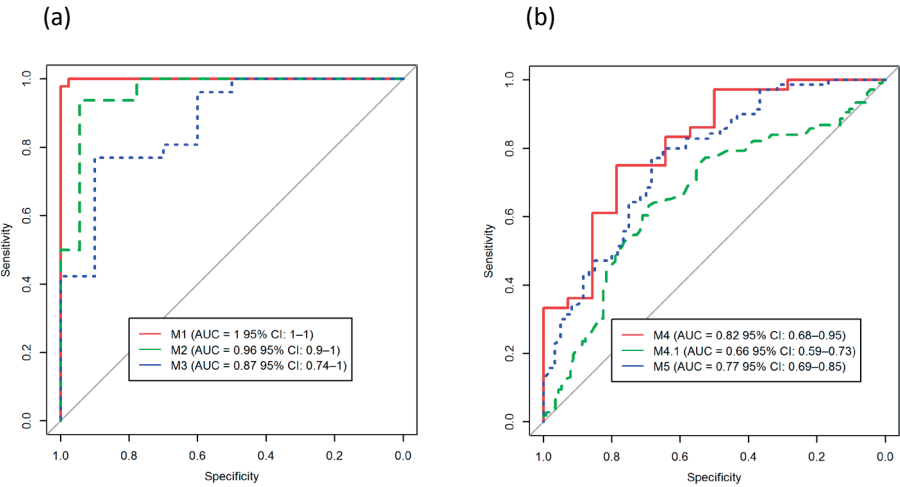 (a)
(b)
1.0
0.8
0.6
0.4
0.2
0.0
Sensitivity
M1 (AUC = 1 95% CI: 1–1)
M2 (AUC = 0.96 95% CI: 0.9–1)
M3 (AUC = 0.87 95% CI: 0.74–1)
1.0 0.8 0.6 0.4 0.2 0.0
Specificity
1.0
0.8
0.6
0.4
0.2
0.0
Sensitivity
M4 (AUC = 0.82 95% CI: 0.68–0.95)
M4.1 (AUC = 0.66 95% CI: 0.59–0.73)
M5 (AUC = 0.77 95% CI: 0.69–0.85)
1.0 0.8 0.6 0.4 0.2 0.0
Specificity